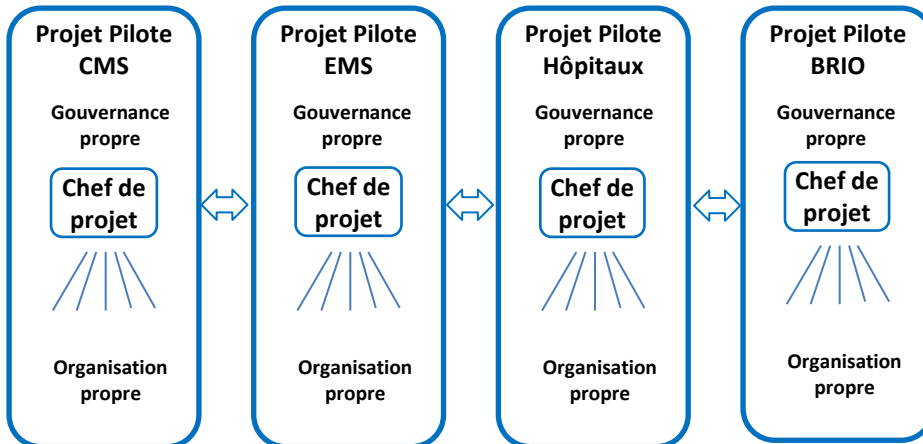 Projet Pilote
CMS
Gouvernance
propre
Chef de
projet
Organisation
propre
Projet Pilote
EMS
Gouvernance
propre
Chef de
projet
Organisation
propre
Projet Pilote
Hôpitaux
Gouvernance
propre
Chef de
projet
Organisation
propre
Projet Pilote
BRIO
Gouvernance
propre
Chef de
projet
Organisation
propre